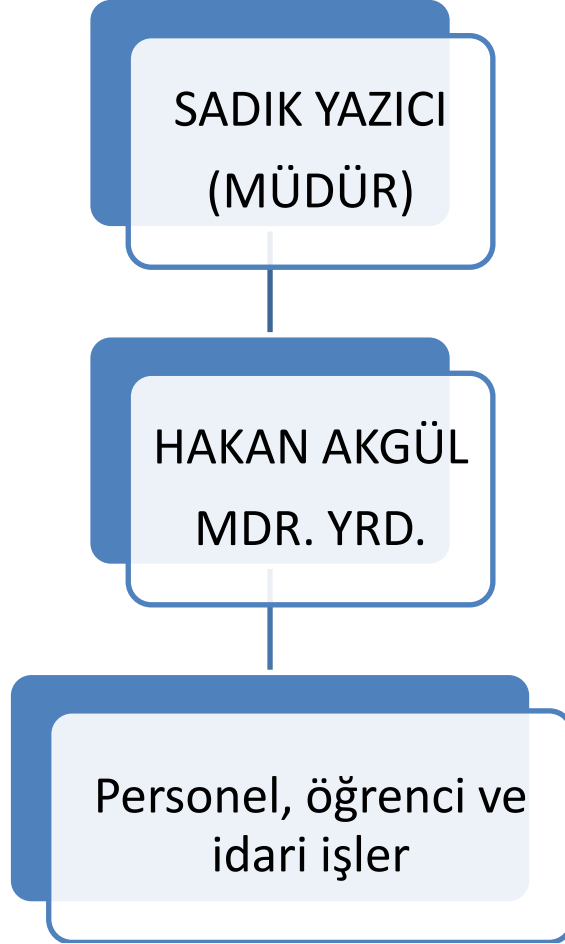 SADIK YAZICI
(MÜDÜR)
HAKAN AKGÜL
MDR. YRD.
Personel, öğrenci ve
idari işler